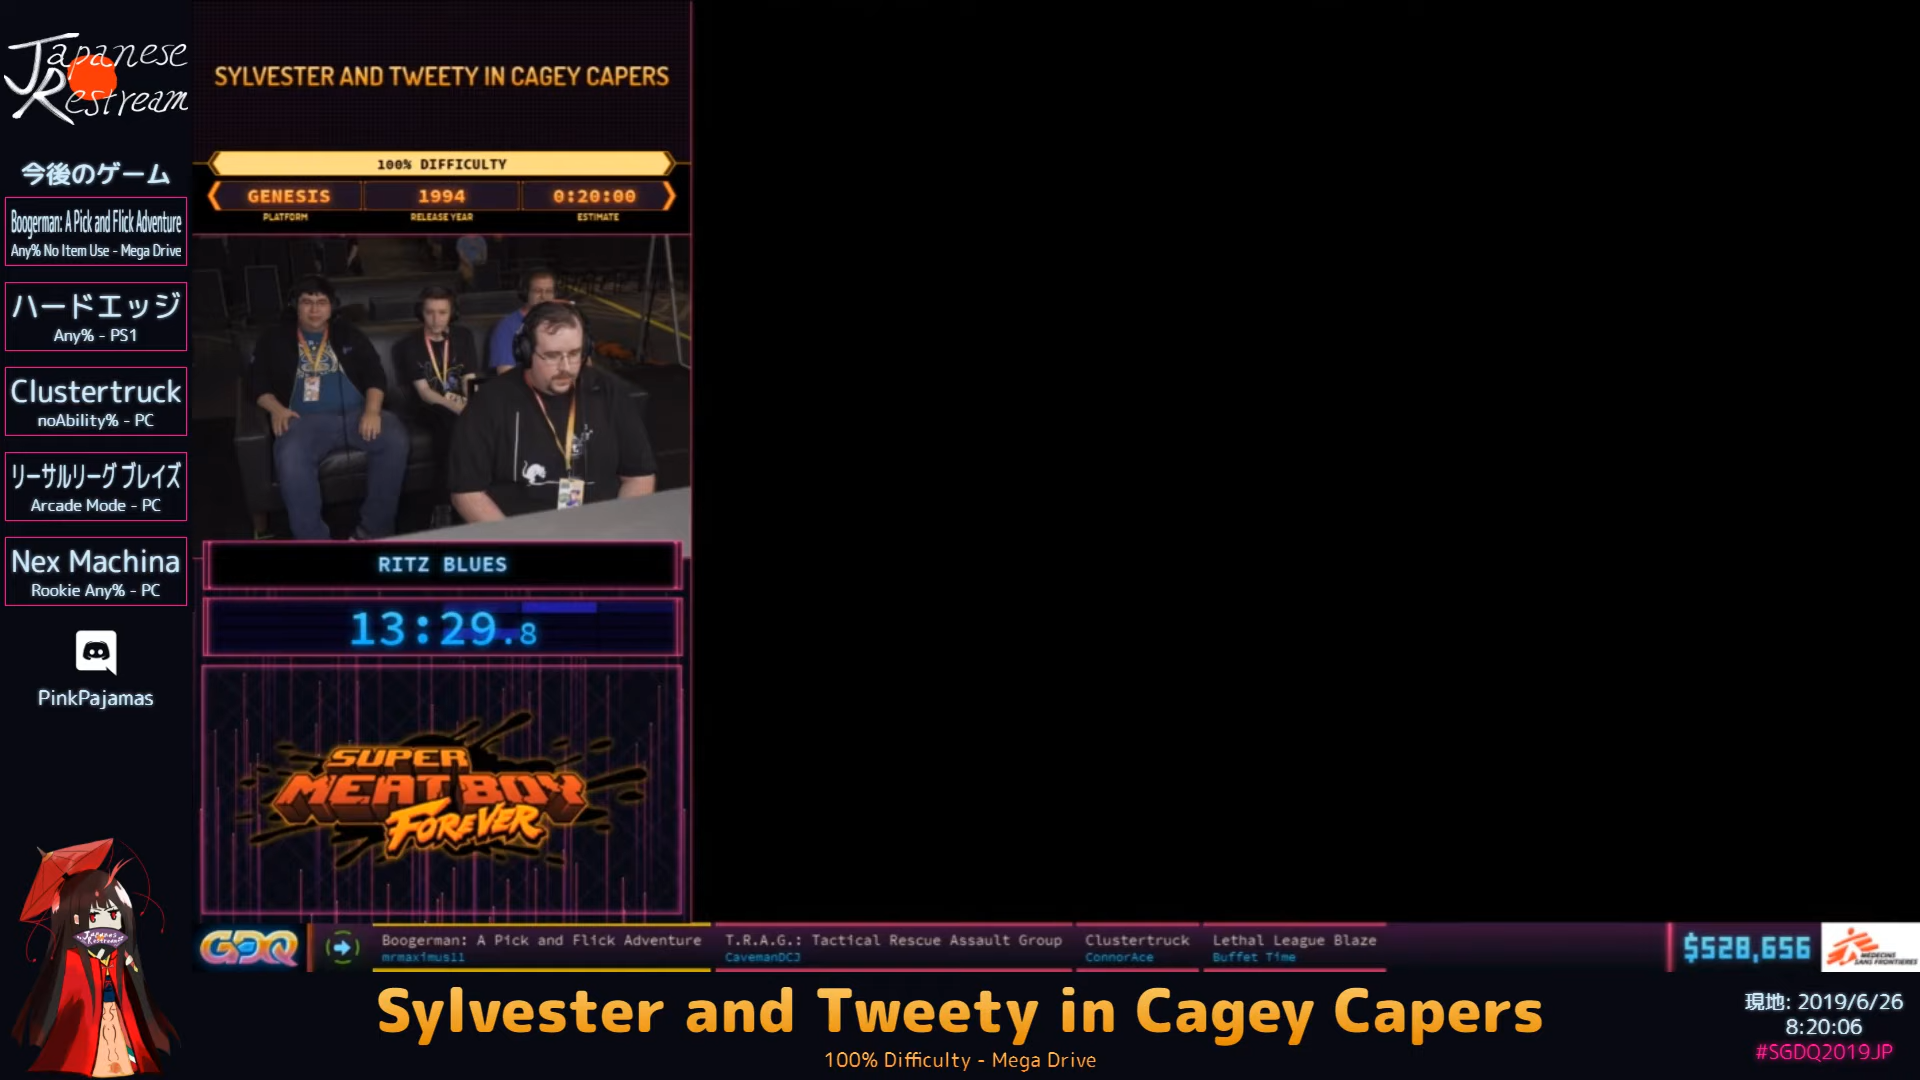 Japanese
Restream
今後のゲーム
Boogerman: A Pick and Flick Adventure
Any% No Item Use - Mega Drive
ハードエッジ
Any% - PS1
Clustertruck
noAbility% - PC
リーサルリーグ ブレイズ
Arcade Mode - PC
Nex Machina
Rookie Any% - PC
PinkPajamas
SYLVESTER AND TWEETY IN CAGEY CAPERS
100% DIFFICULTY
GENESIS 1994 0:20:00
PLATFORM RELEASE YEAR ESTIMATE
RITZ BLUES
13:29.8
SUPER
MEAT BOY
FOREVER
GDQ
Boogerman: A Pick and Flick Adventure
mrmaximus11
T.R.A.G.: Tactical Rescue Assault Group
CavemanDCJ
Clustertruck
ConnorAce
Lethal League Blaze
Buffet Time
$528,656
MEDECINS
SANS FRONTIERES
Sylvester and Tweety in Cagey Capers
100% Difficulty - Mega Drive
現地: 2019/6/26
8:20:06
#SGDQ2019JP